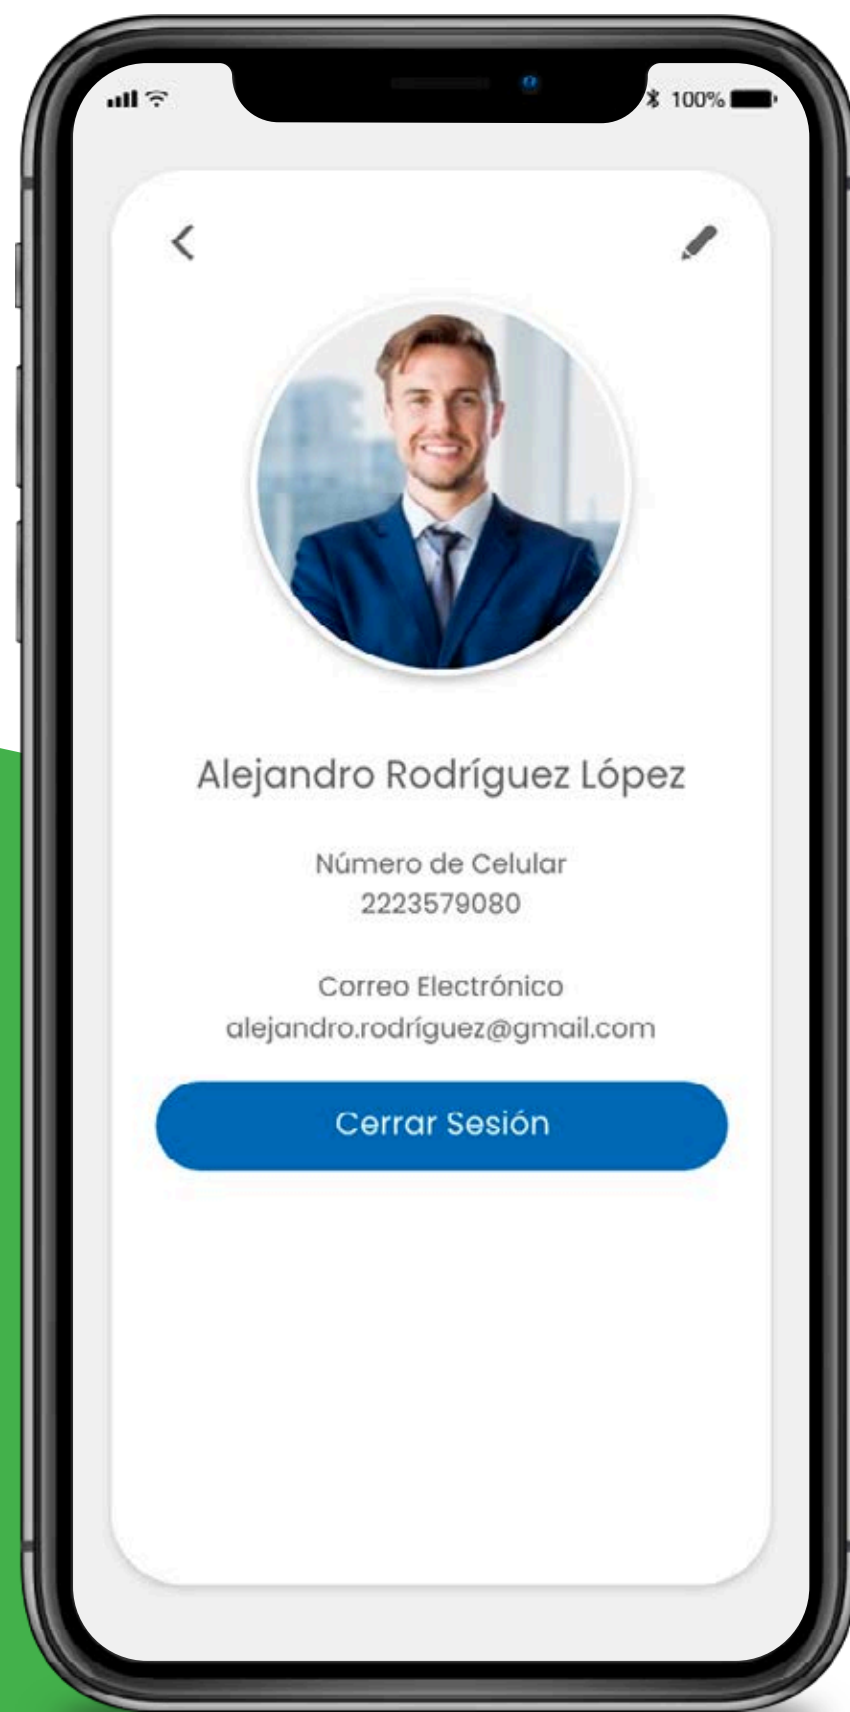 100%
Alejandro Rodríguez López
Número de Celular
2223579080
Correo Electrónico
alejandro.rodríguez@gmail.com
Cerrar Sesión